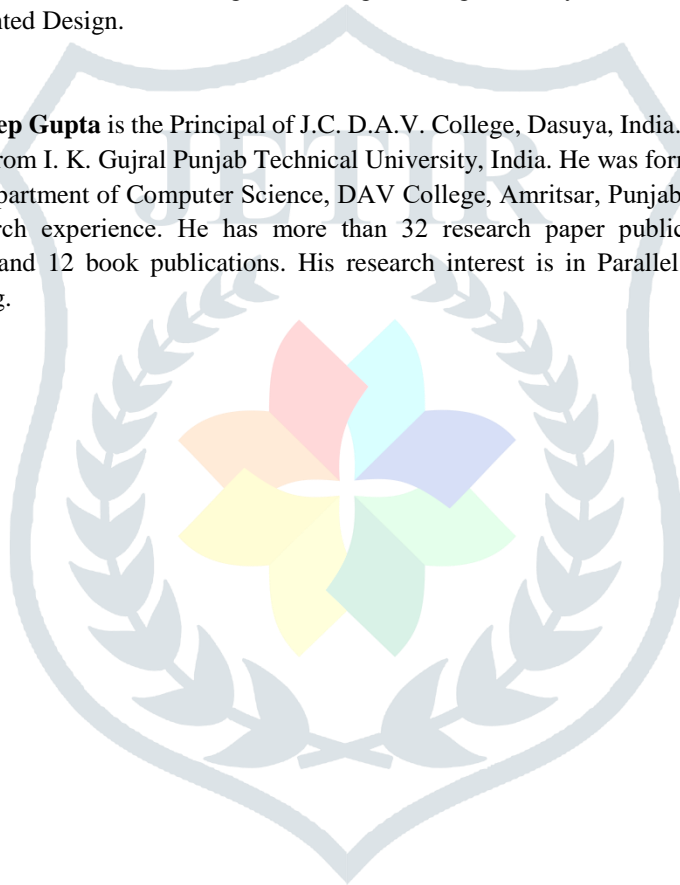 nted Design.
ep Gupta is the Principal of J.C. D.A.V. College, Dasuya, India.
rom I. K. Gujral Punjab Technical University, India. He was for
partment of Computer Science, DAV College, Amritsar, Punjab
rch experience. He has more than 32 research paper public
and 12 book publications. His research interest is in Parallel
g.
JETIR